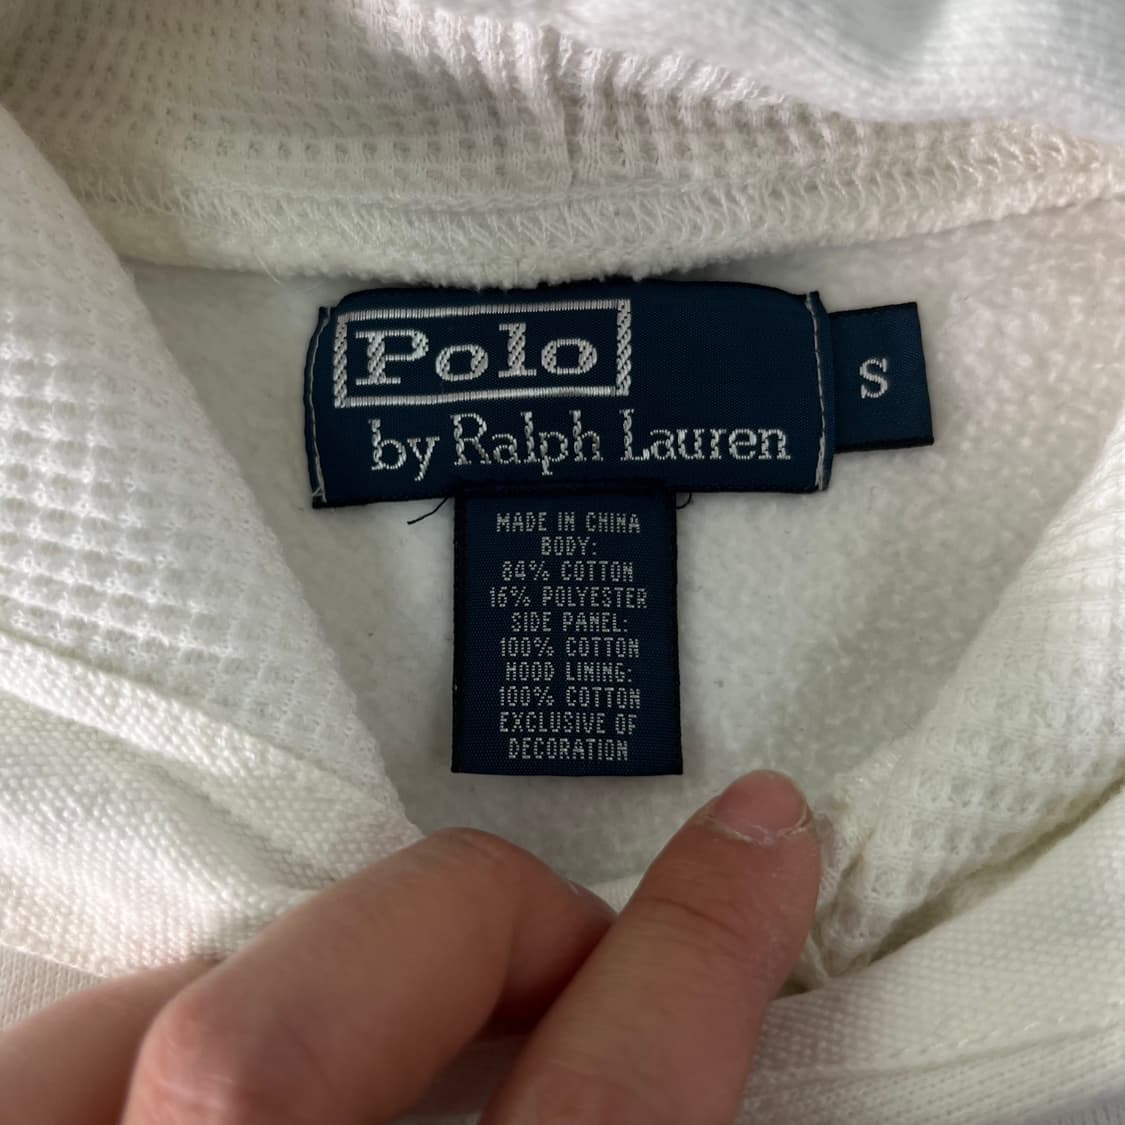 Polo
by Ralph Lauren
S
MADE IN CHINA
BODY:
84% COTTON
16% POLYESTER
SIDE PANEL:
100% COTTON
HOOD LINING:
100% COTTON
EXCLUSIVE OF
DECORATION